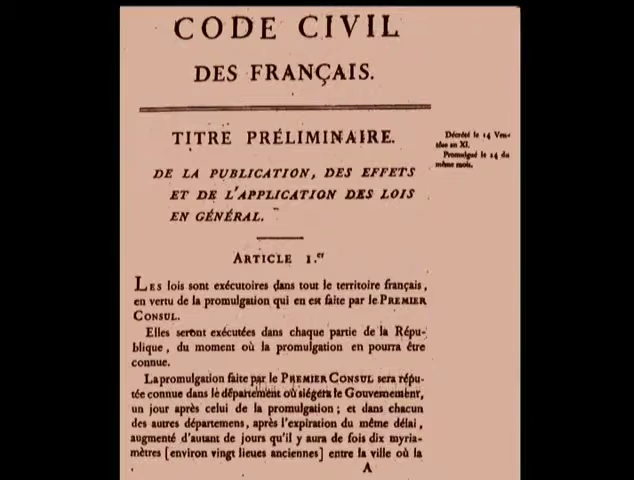 CODE CIVIL
DES FRANÇAIS.
TITRE PRÉLIMINAIRE.
Décrété le 14 Ven-
tôse an XI.
Promulgué le 24 du
même mois.
DE LA PUBLICATION, DES EFFETS
ET DE L'APPLICATION DES LOIS
EN GÉNÉRAL.
ARTICLE 1.er
LES lois sont exécutoires dans tout le territoire français,
en vertu de la promulgation qui en est faite par le PREMIER
CONSUL.
Elles seront exécutées dans chaque partie de la Répu-
blique, du moment où la promulgation en pourra être
connue.
La promulgation faite par le PREMIER CONSUL sera répu-
tée connue dans le département où siégera le Gouvernement,
un jour après celui de la promulgation ; et dans chacun
des autres départemens, après l'expiration du même délai,
augmenté d'autant de jours qu'il y aura de fois dix myria-
mètres [environ vingt lieues anciennes] entre la ville où la
A